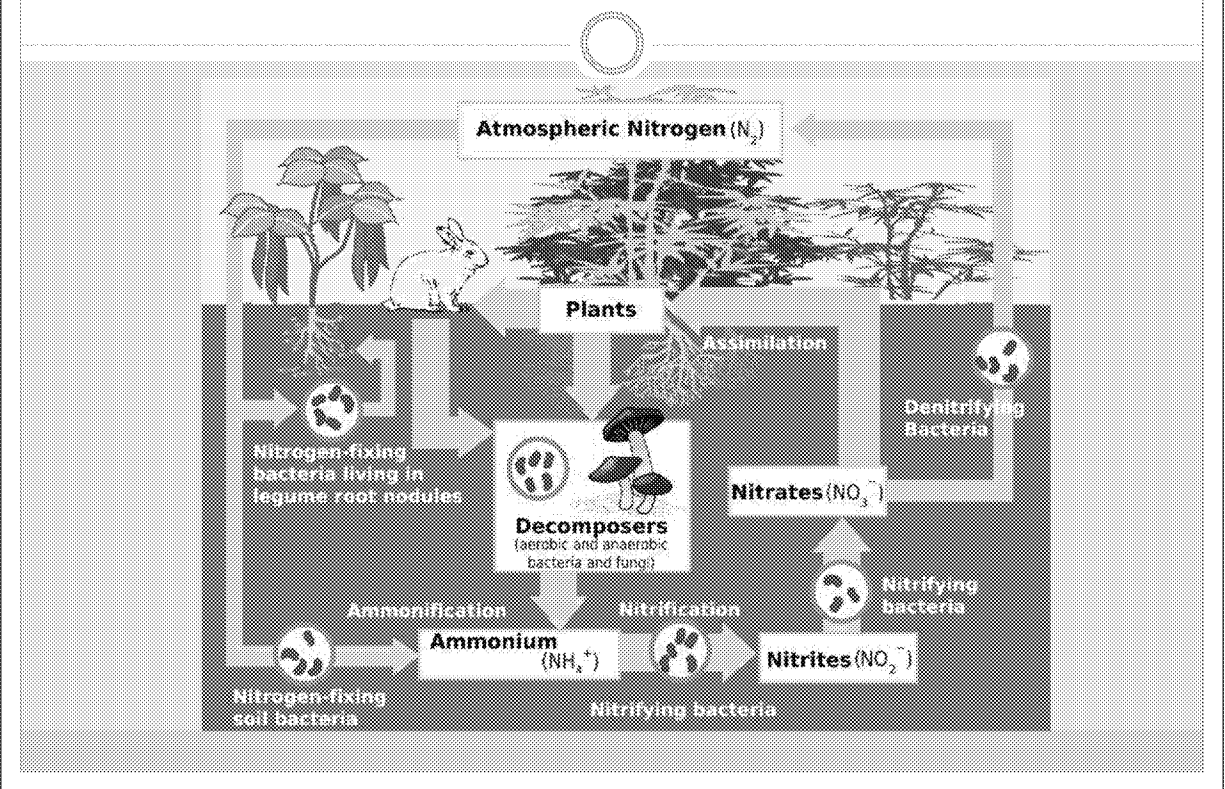 Atmospheric Nitrogen (N₂)
Plants
Assimilation
Denitrifying
Bacteria
Nitrogen-fixing
bacteria living in
legume root nodules
Nitrates (NO₃⁻)
Decomposers
(aerobic and anaerobic
bacteria and fungi)
Nitrifying
bacteria
Ammonification
Nitrification
Ammonium
(NH₄⁺)
Nitrites (NO₂⁻)
Nitrogen-fixing
soil bacteria
Nitrifying bacteria